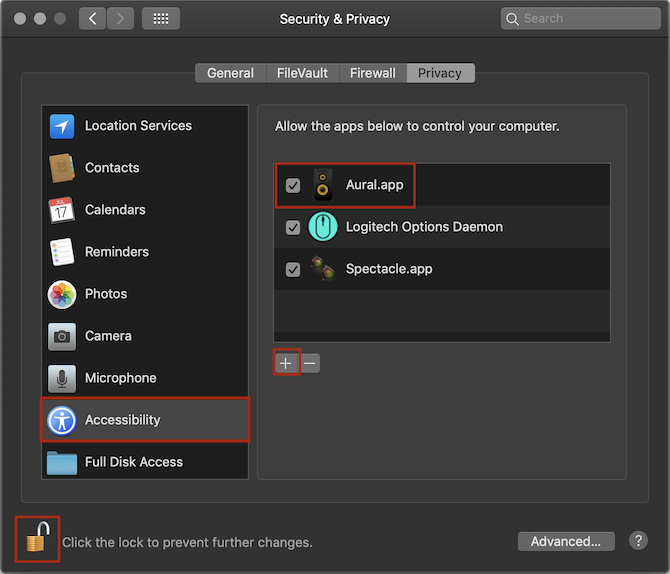 Security & Privacy
Search
General FileVault Firewall Privacy
Location Services
Contacts
JUL
17
Calendars
Reminders
Photos
Camera
Microphone
Accessibility
Full Disk Access
Allow the apps below to control your computer.
Aural.app
Logitech Options Daemon
Spectacle.app
Click the lock to prevent further changes.
Advanced...
?